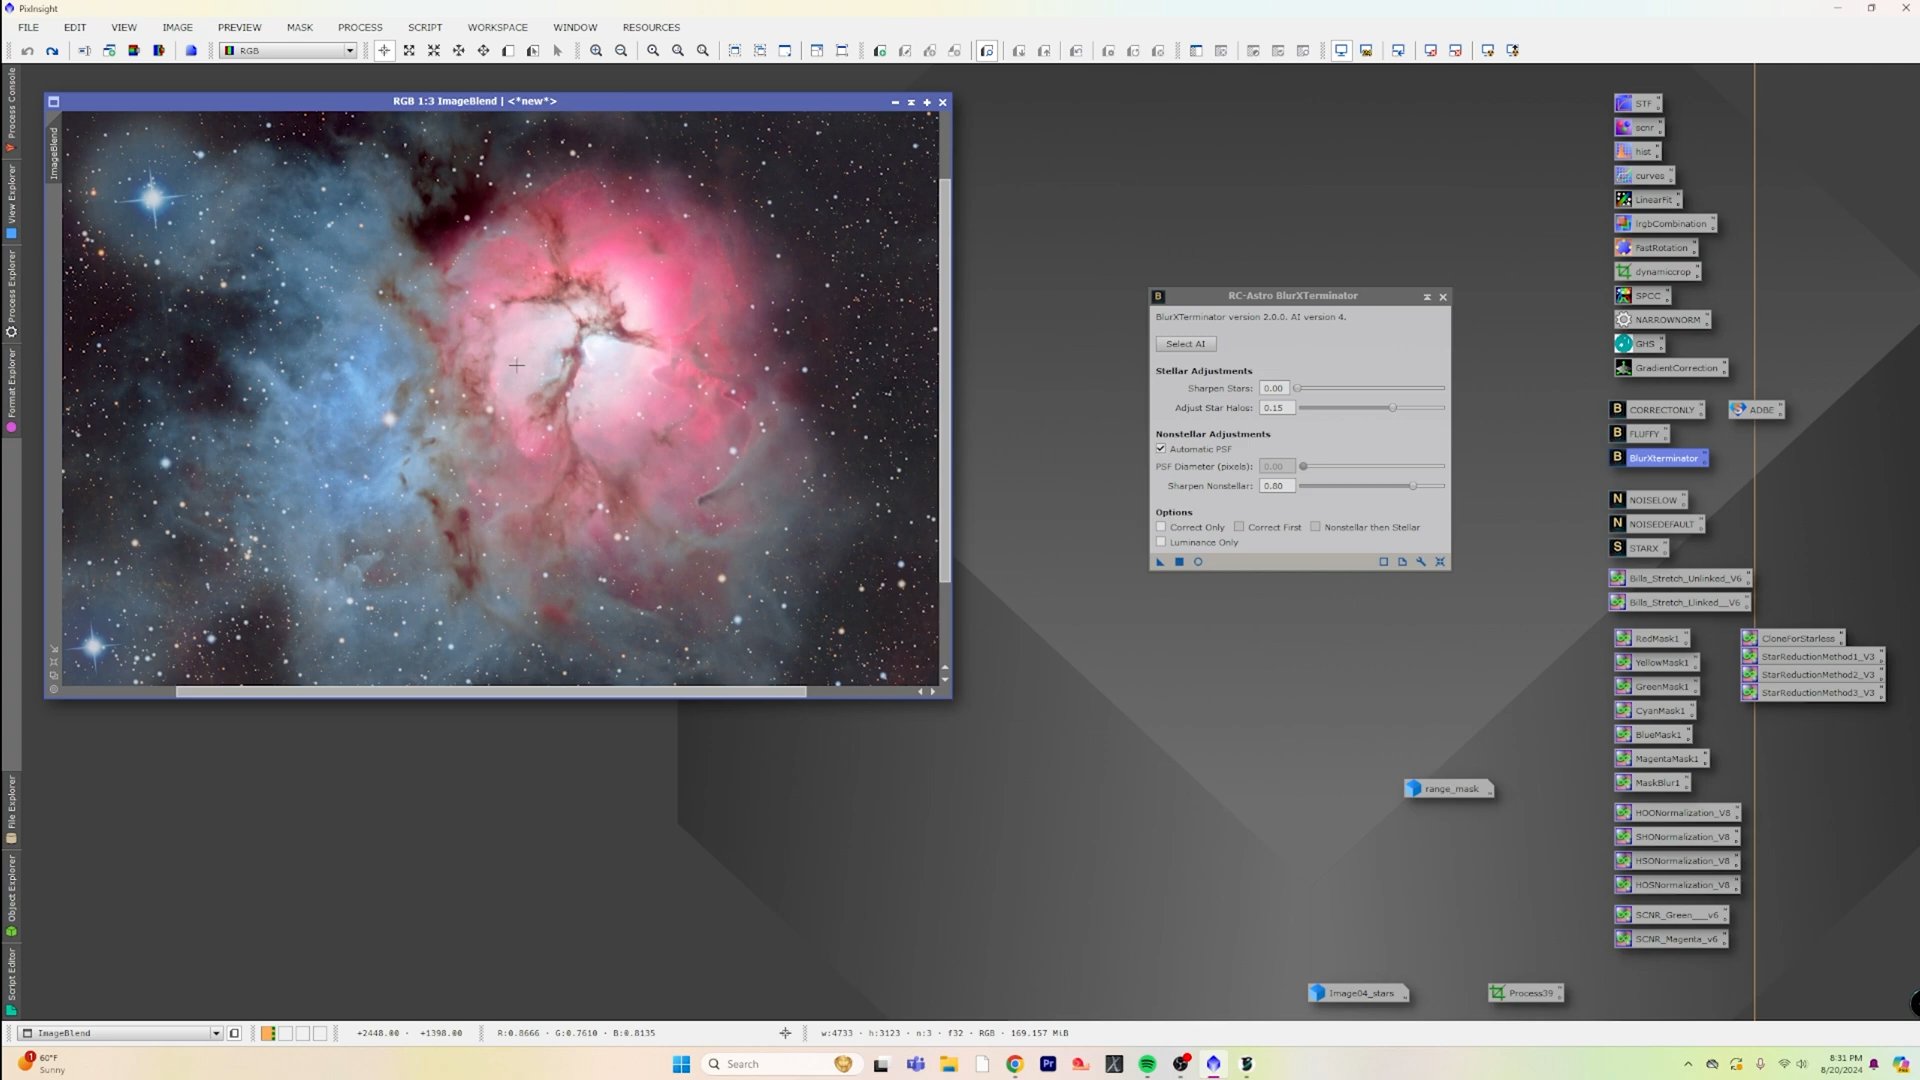 PixInsight
FILE EDIT VIEW IMAGE PREVIEW MASK PROCESS SCRIPT WORKSPACE WINDOW RESOURCES
RGB
Process Console
View Explorer
Process Explorer
Format Explorer
File Explorer
Object Explorer
Script Editor
RGB 1:3 ImageBlend | <*new*>
ImageBlend
RC-Astro BlurXTerminator
BlurXTerminator version 2.0.0. AI version 4.
Select AI
Stellar Adjustments
Sharpen Stars: 0.00
Adjust Star Halos: 0.15
Nonstellar Adjustments
Automatic PSF
PSF Diameter (pixels): 0.00
Sharpen Nonstellar: 0.80
Options
Correct Only Correct First Nonstellar then Stellar
Luminance Only
STF
scnr
hist
curves
LinearFit
lrgbCombination
FastRotation
dynamiccrop
SPCC
NARROWNORM
GHS
GradientCorrection
CORRECTONLY ADBE
FLUFFY
BlurXterminator
NOISELOW
NOISEDEFAULT
STARX
Bills_Stretch_Unlinked_V6
Bills_Stretch_Llinked__V6
RedMask1 CloneForStarless
StarReductionMethod1_V3
YellowMask1
StarReductionMethod2_V3
GreenMask1
StarReductionMethod3_V3
CyanMask1
BlueMask1
MagentaMask1
MaskBlur1
range_mask
HOONormalization_V8
SHONormalization_V8
HSONormalization_V8
HOSNormalization_V8
SCNR_Green___v6
SCNR_Magenta_v6
Image04_stars Process39
ImageBlend +2448.00 · +1398.00 R:0.8666 · G:0.7610 · B:0.8135 w:4733 · h:3123 · n:3 · f32 · RGB · 169.157 MiB
1
60°F
Sunny
Search
Pr
8:31 PM
8/20/2024